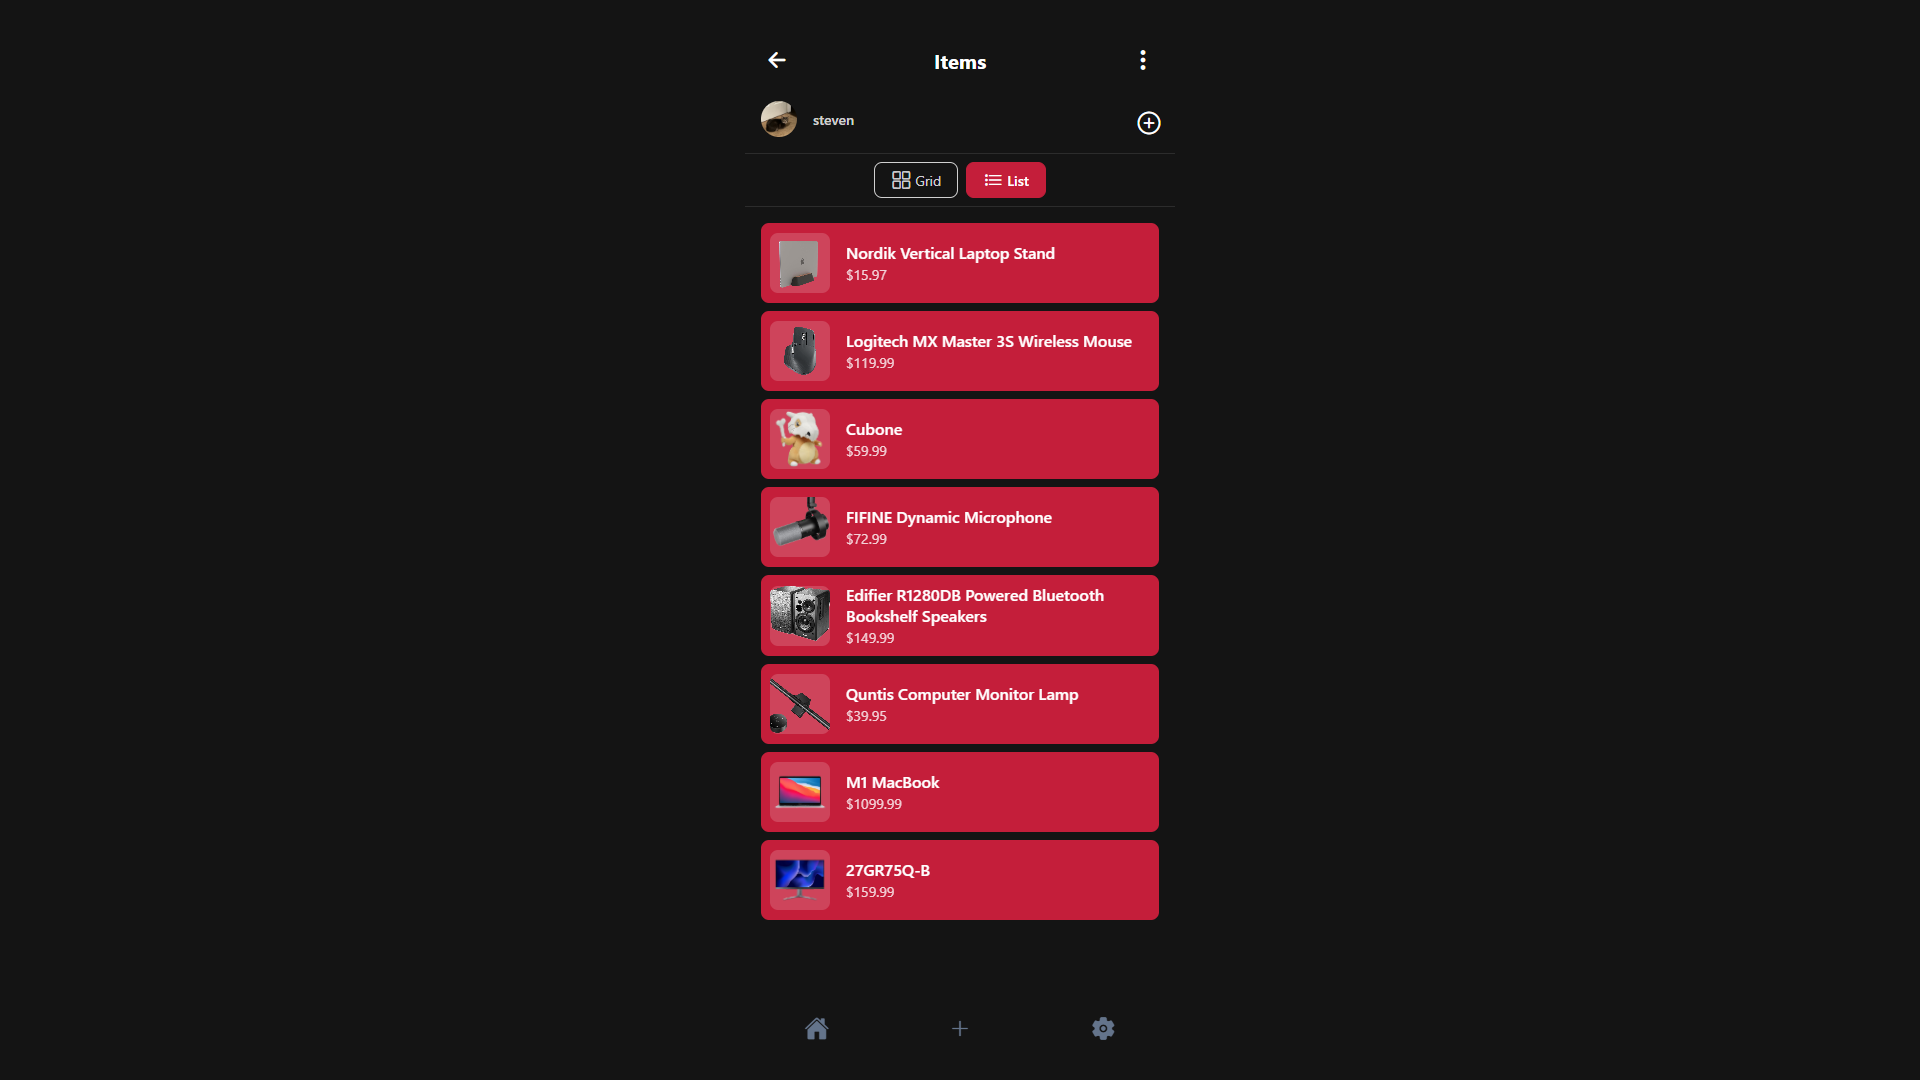 Items
steven
Grid
List
Nordik Vertical Laptop Stand
$15.97
Logitech MX Master 3S Wireless Mouse
$119.99
Cubone
$59.99
FIFINE Dynamic Microphone
$72.99
Edifier R1280DB Powered Bluetooth
Bookshelf Speakers
$149.99
Quntis Computer Monitor Lamp
$39.95
M1 MacBook
$1099.99
27GR75Q-B
$159.99